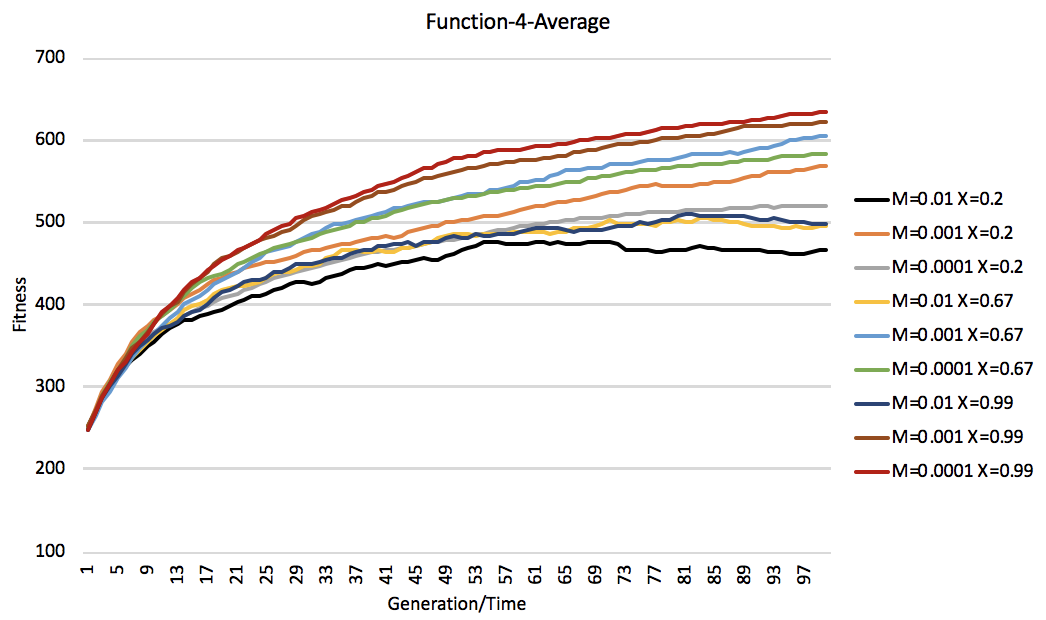 Function-4-Average
700
600
500
400
300
200
100
Fitness
1 5 9 13 17 21 25 29 33 37 41 45 49 53 57 61 65 69 73 77 81 85 89 93 97
Generation/Time
M=0.01 X=0.2
M=0.001 X=0.2
M=0.0001 X=0.2
M=0.01 X=0.67
M=0.001 X=0.67
M=0.0001 X=0.67
M=0.01 X=0.99
M=0.001 X=0.99
M=0.0001 X=0.99